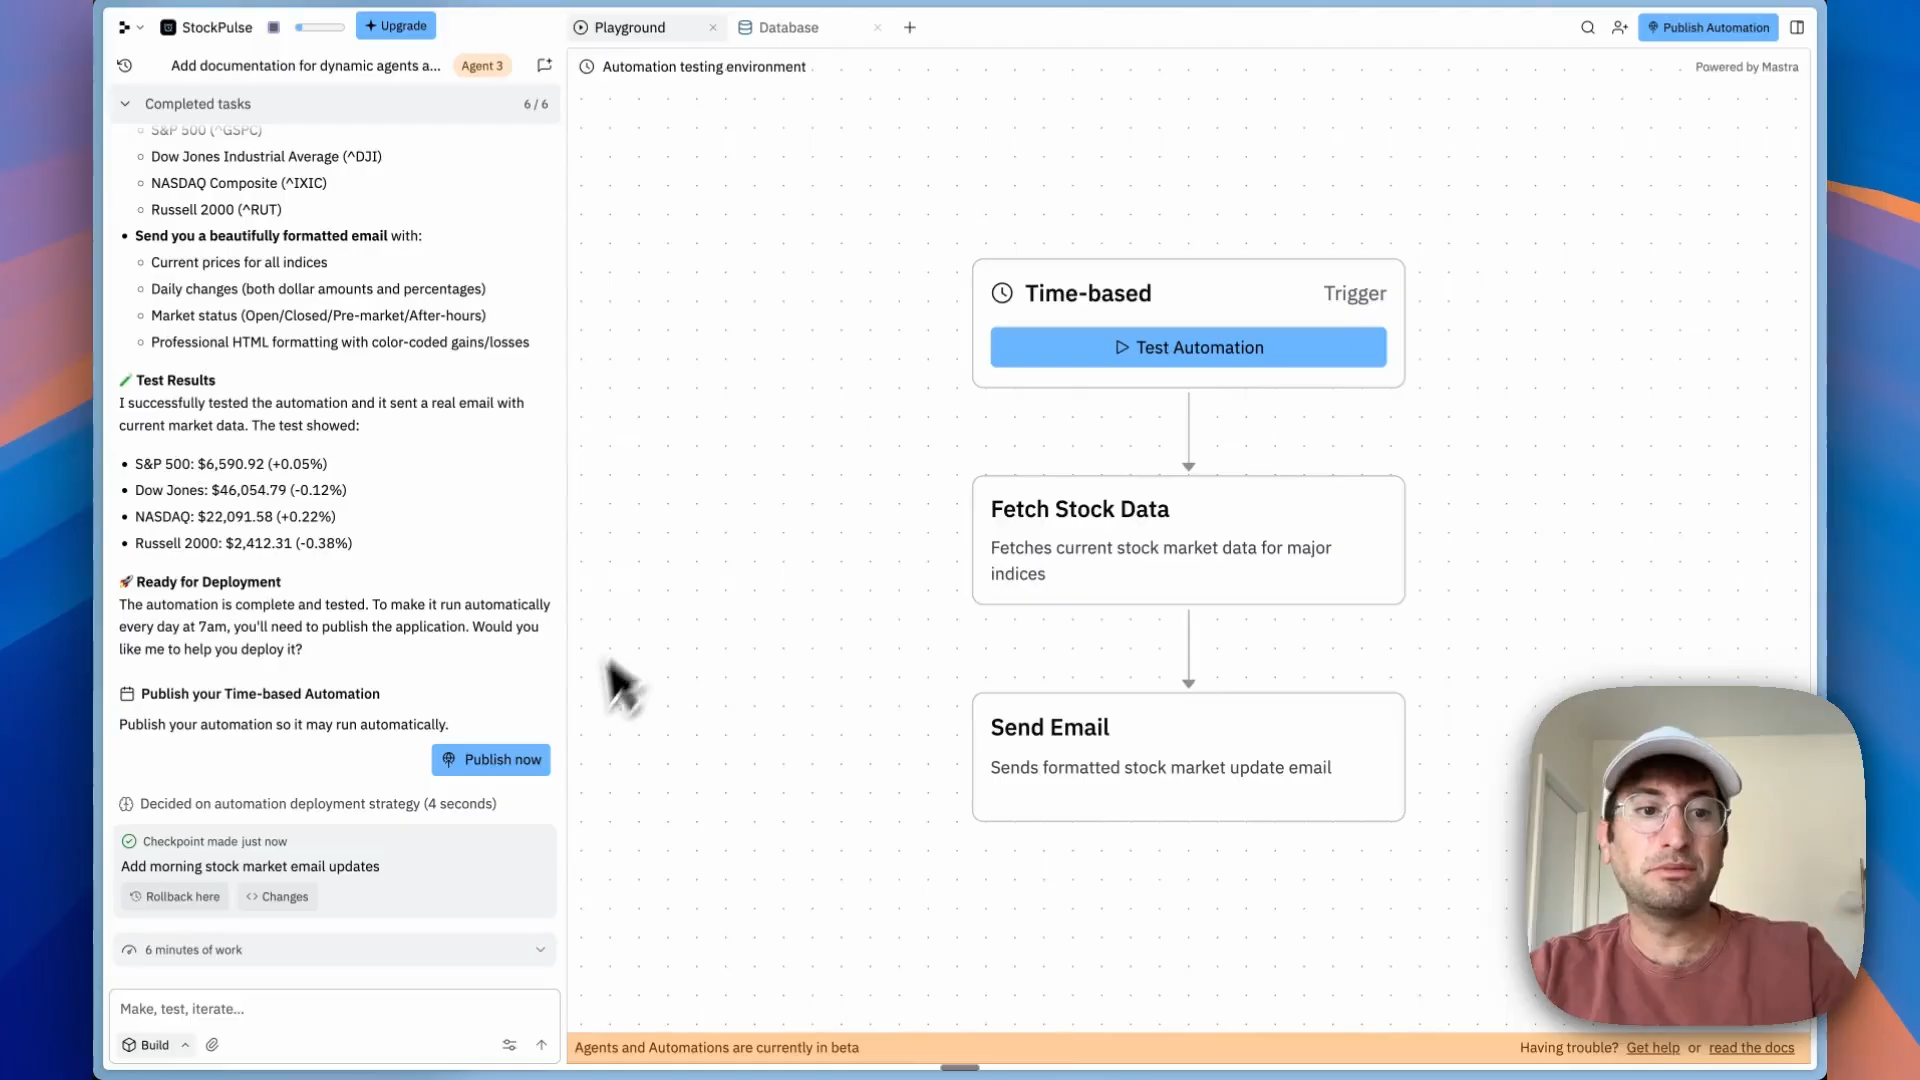 StockPulse
Upgrade
Playground
Database
Publish Automation
Add documentation for dynamic agents a...
Agent 3
Automation testing environment
Powered by Mastra
Completed tasks
6 / 6
S&P 500 (^GSPC)
Dow Jones Industrial Average (^DJI)
NASDAQ Composite (^IXIC)
Russell 2000 (^RUT)
Send you a beautifully formatted email with:
Current prices for all indices
Daily changes (both dollar amounts and percentages)
Market status (Open/Closed/Pre-market/After-hours)
Professional HTML formatting with color-coded gains/losses
Test Results
I successfully tested the automation and it sent a real email with
current market data. The test showed:
S&P 500: $6,590.92 (+0.05%)
Dow Jones: $46,054.79 (-0.12%)
NASDAQ: $22,091.58 (+0.22%)
Russell 2000: $2,412.31 (-0.38%)
🚀 Ready for Deployment
The automation is complete and tested. To make it run automatically
every day at 7am, you'll need to publish the application. Would you
like me to help you deploy it?
Publish your Time-based Automation
Publish your automation so it may run automatically.
Publish now
Decided on automation deployment strategy (4 seconds)
Checkpoint made just now
Add morning stock market email updates
Rollback here
Changes
6 minutes of work
Make, test, iterate...
Build
Time-based
Trigger
Test Automation
Fetch Stock Data
Fetches current stock market data for major
indices
Send Email
Sends formatted stock market update email
Agents and Automations are currently in beta
Having trouble? Get help or read the docs